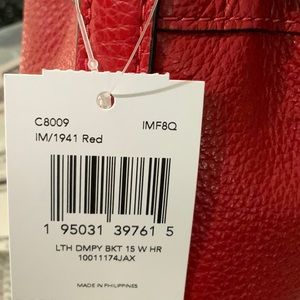 C8009 IMF8Q
IM/1941 Red
1 95031 39761 5
LTH DMPY BKT 15 W HR
10011174JAX
MADE IN PHILIPPINES